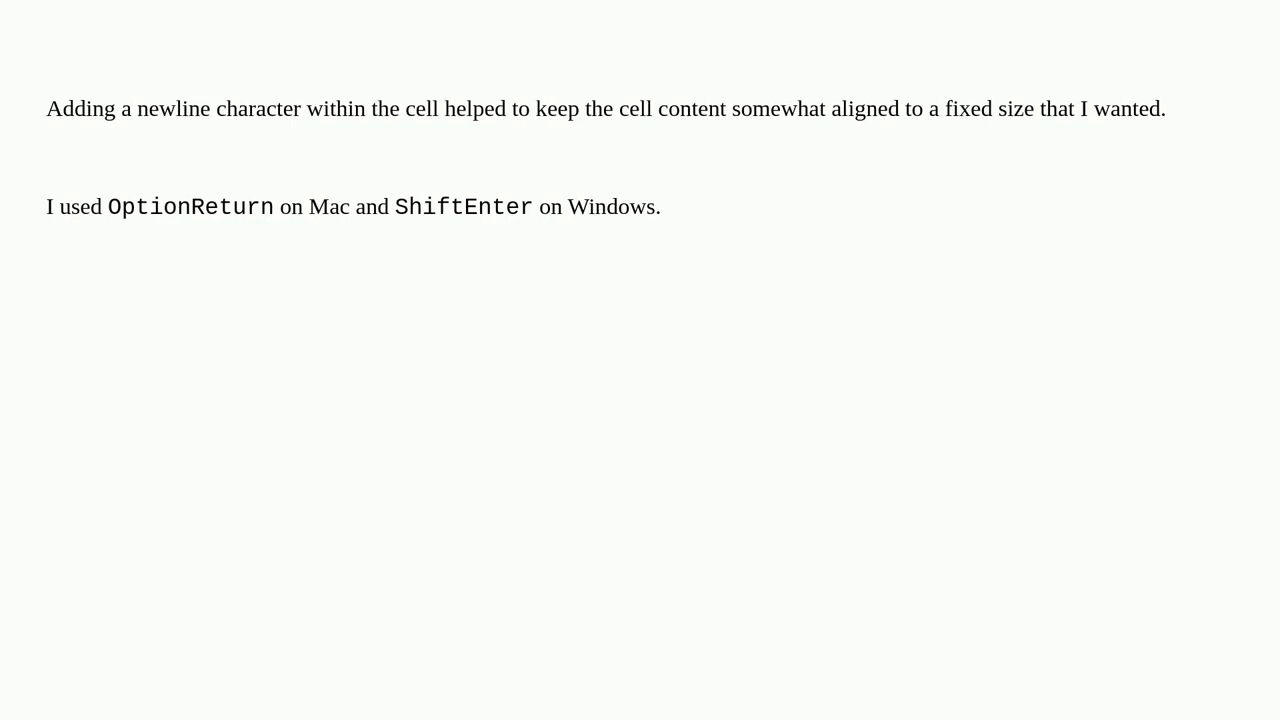 Adding a newline character within the cell helped to keep the cell content somewhat aligned to a fixed size that I wanted.
I used OptionReturn on Mac and ShiftEnter on Windows.